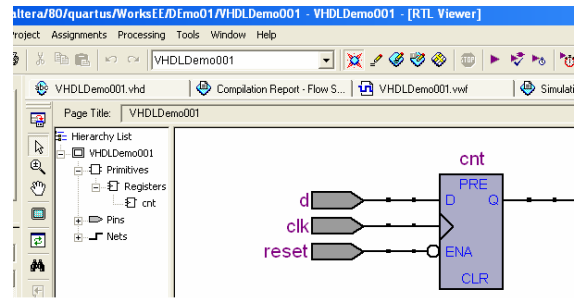 altera/80/quartus/WorksEE/DEmo01/VHDLDemo001 - VHDLDemo001 - [RTL Viewer]
Project Assignments Processing Tools Window Help
VHDLDemo001
VHDLDemo001.vhd
Compilation Report - Flow S...
VHDLDemo001.vwf
Simulati
Page Title: VHDLDemo001
Hierarchy List
VHDLDemo001
Primitives
Registers
cnt
Pins
Nets
cnt
PRE
d
D Q
clk
reset
ENA
CLR